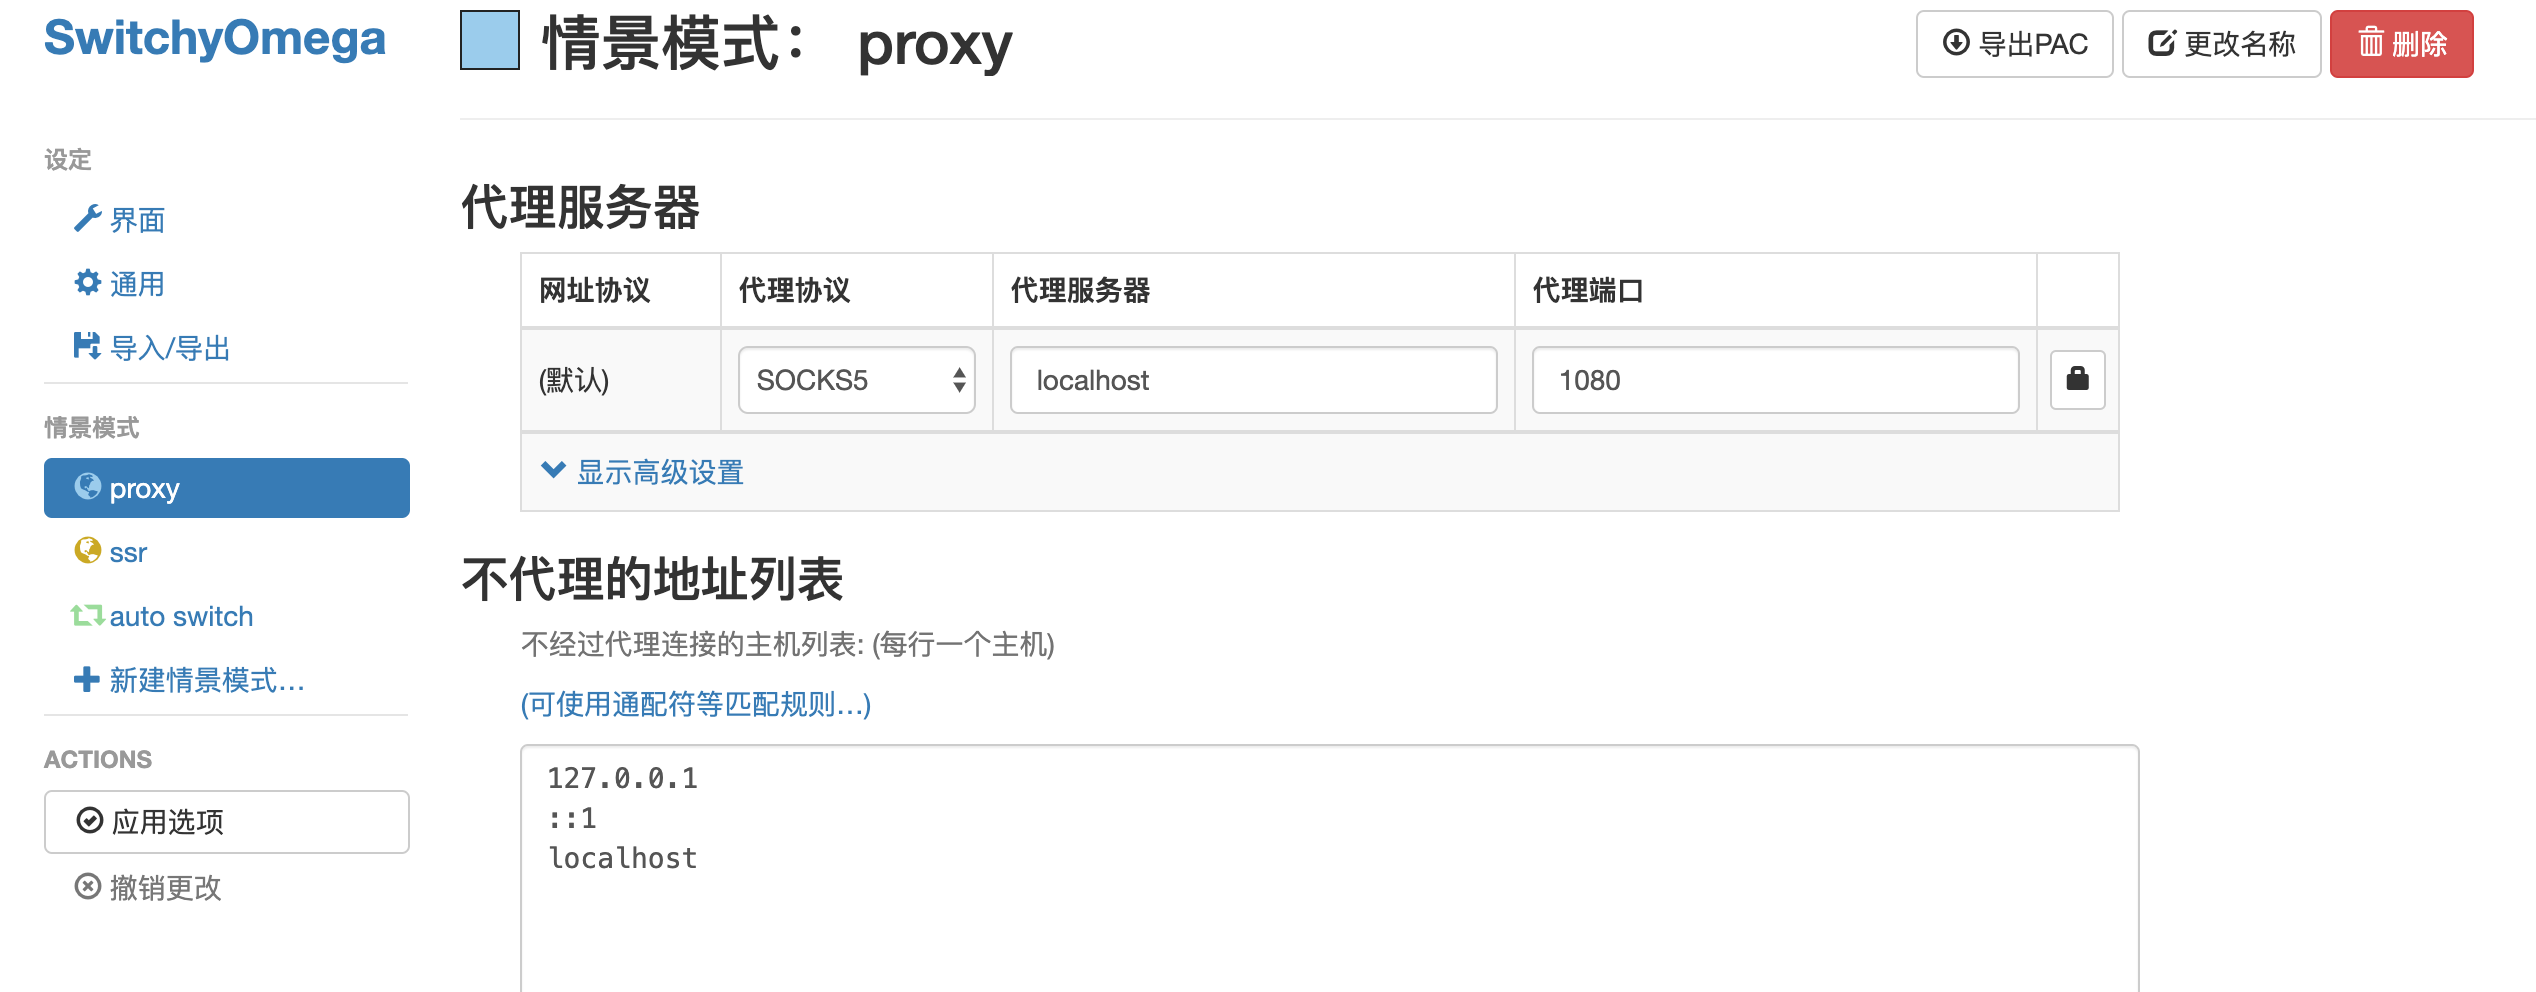 SwitchyOmega
设定
界面
通用
导入/导出
情景模式
proxy
ssr
auto switch
新建情景模式...
ACTIONS
应用选项
撤销更改
情景模式： proxy
导出PAC
更改名称
删除
代理服务器
网址协议 代理协议 代理服务器 代理端口
(默认) SOCKS5 localhost 1080
显示高级设置
不代理的地址列表
不经过代理连接的主机列表: (每行一个主机)
(可使用通配符等匹配规则...)
127.0.0.1
::1
localhost